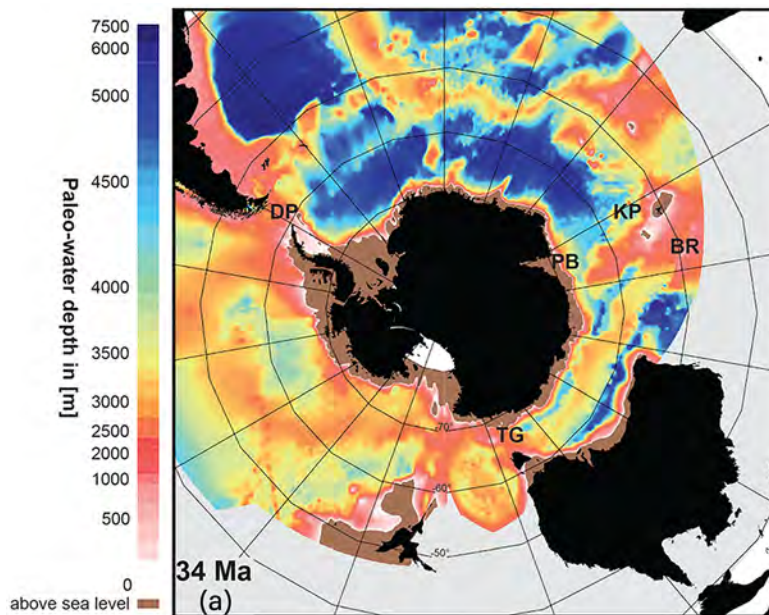 7500
6000
5000
4500
4000
3500
3000
2500
2000
1000
500
0
above sea level
Paleo-water depth in [m]
DP
KP
BR
PB
TG
-70°
-60°
-50°
34 Ma
(a)